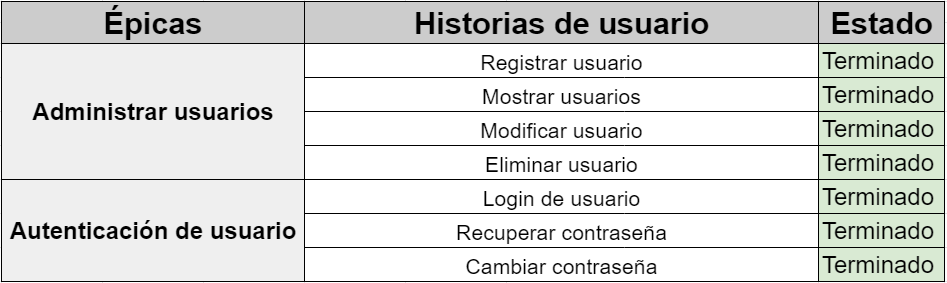 Épicas Historias de usuario Estado
Administrar usuarios
Registrar usuario Terminado
Mostrar usuarios Terminado
Modificar usuario Terminado
Eliminar usuario Terminado
Autenticación de usuario
Login de usuario Terminado
Recuperar contraseña Terminado
Cambiar contraseña Terminado